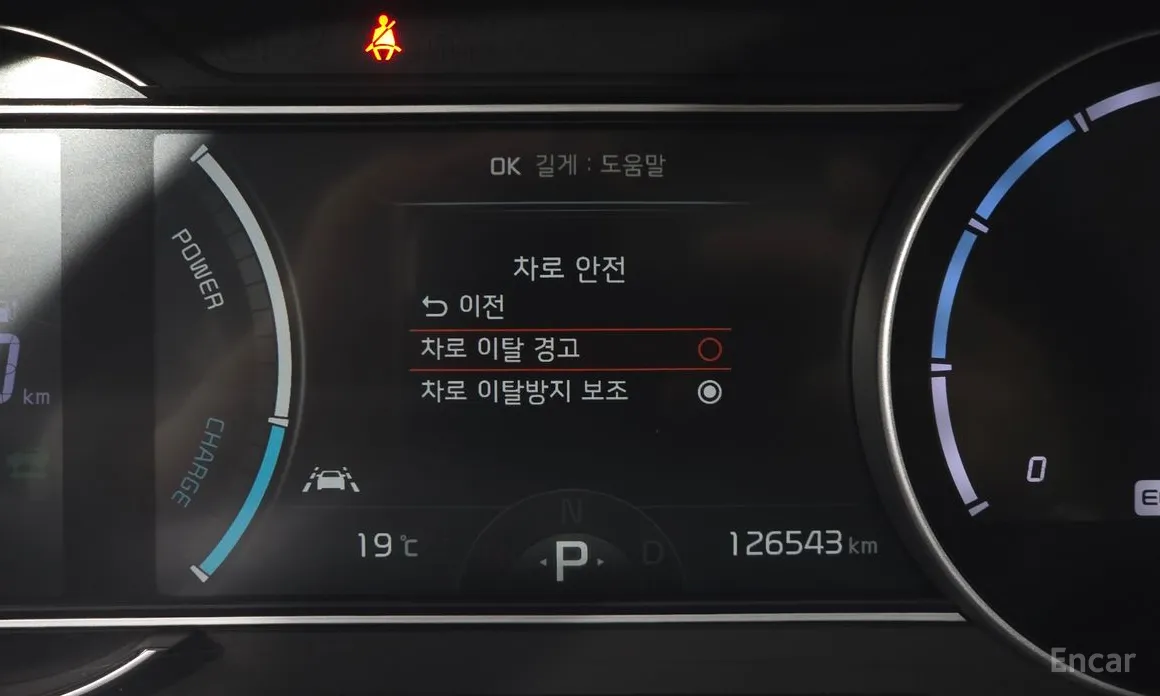 OK 길게 : 도움말
차로 안전
이전
차로 이탈 경고
차로 이탈방지 보조
POWER
CHARGE
km
19℃
N
P
D
126543 km
0
Encar